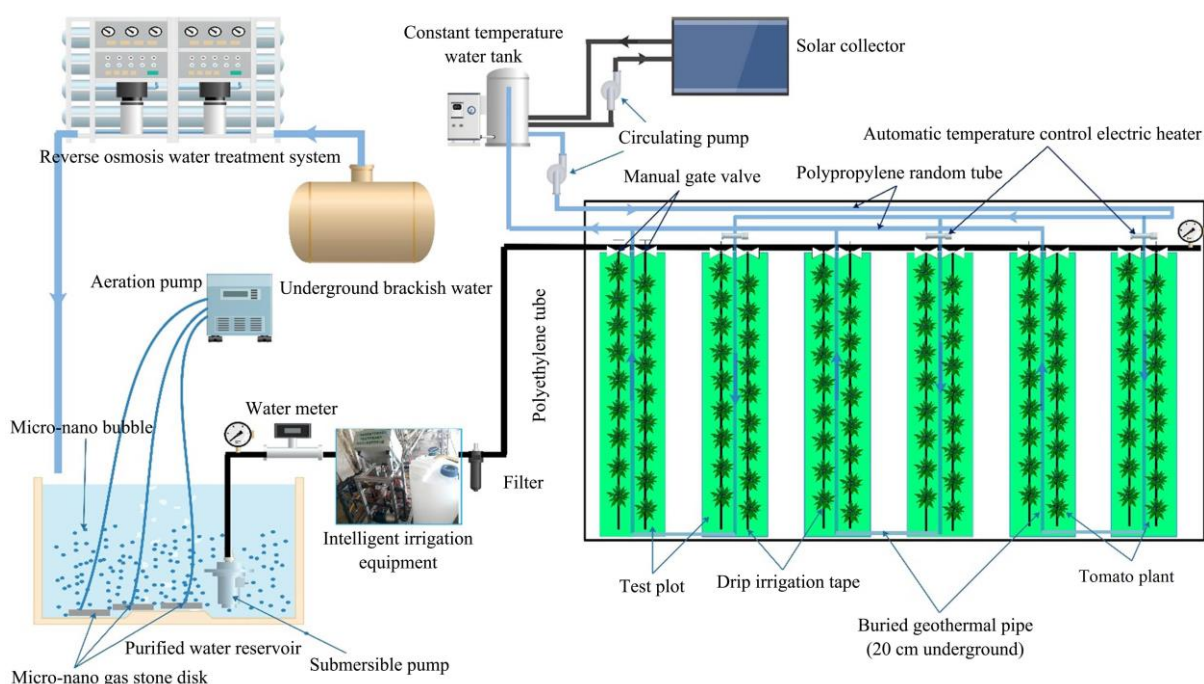 Constant temperature
water tank
Solar collector
Reverse osmosis water treatment system
Circulating pump
Automatic temperature control electric heater
Manual gate valve
Polypropylene random tube
Aeration pump
Underground brackish water
Polyethylene tube
Water meter
Micro-nano bubble
Filter
Intelligent irrigation
equipment
Test plot
Drip irrigation tape
Tomato plant
Buried geothermal pipe
(20 cm underground)
Purified water reservoir
Submersible pump
Micro-nano gas stone disk